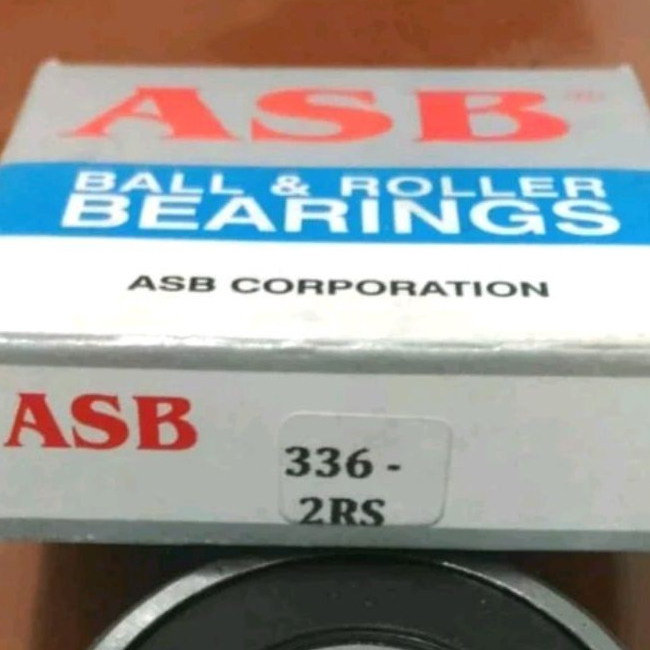 ASB
BALL & ROLLER
BEARINGS
ASB CORPORATION
ASB
336 -
2RS